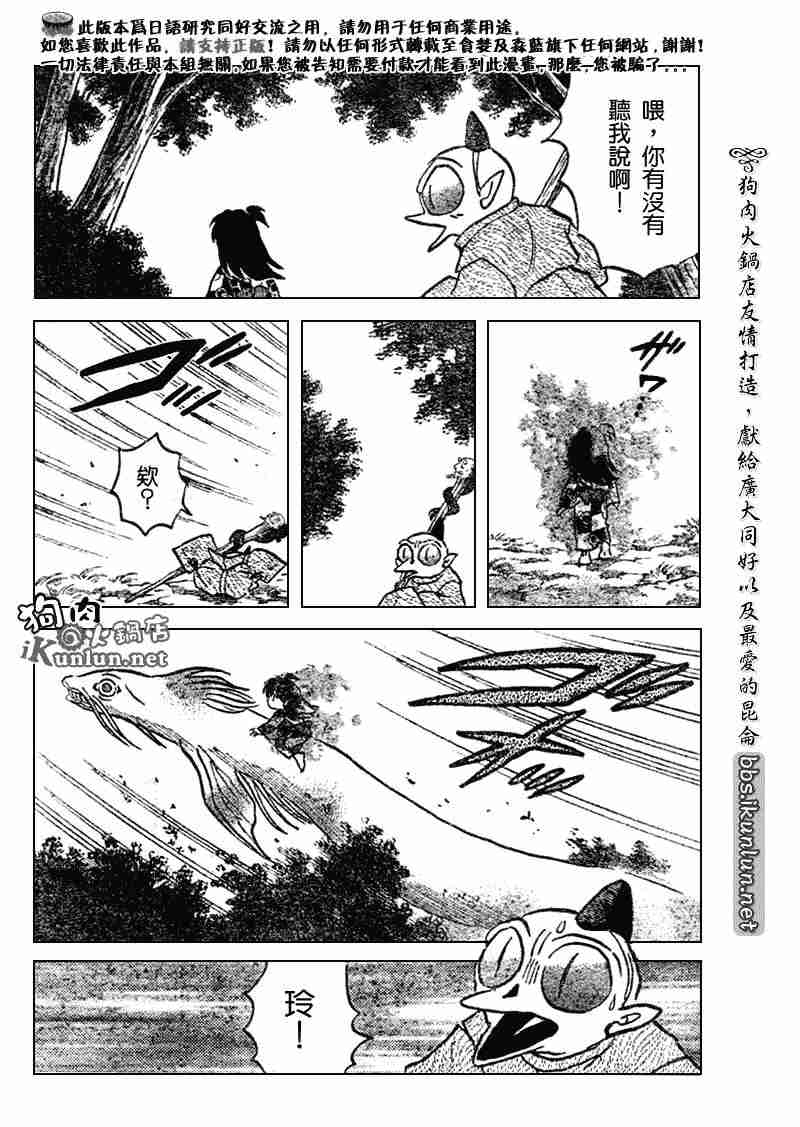 此版本爲日語研究同好交流之用，請勿用于任何商業用途。
如您喜歡此作品，請支持正版！請勿以任何形式轉載至貪婪及森藍旗下任何網站，謝謝！
一切法律責任與本組無關，如果您被告知需要付款才能看到此漫畫，那麼，您被騙了...
喂，你有沒有
聽我說啊！
狗肉火鍋店友情打造，獻給廣大同好以及最愛的昆侖
bbs.ikunlun.net
ザワ
ゴ
欸？
狗肉
火鍋店
iKunlun.net
玲！